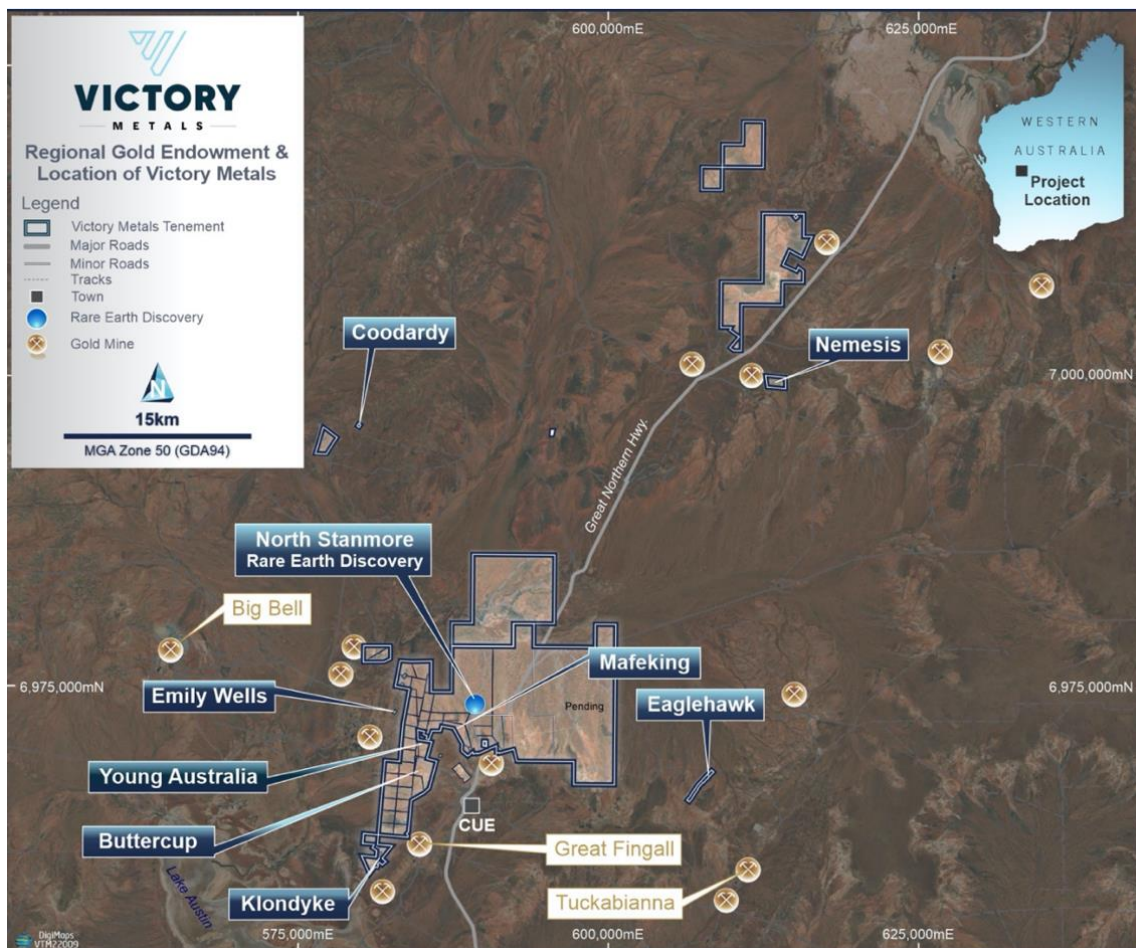 600,000mE
625,000mE
VICTORY
METALS
Regional Gold Endowment &
Location of Victory Metals
Legend
Victory Metals Tenement
Major Roads
Minor Roads
Tracks
Town
Rare Earth Discovery
Gold Mine
N
15km
MGA Zone 50 (GDA94)
WESTERN
AUSTRALIA
Project
Location
Coodardy
Nemesis
7,000,000mN
Great Northern Hwy.
North Stanmore
Rare Earth Discovery
Big Bell
Mafeking
6,975,000mN
Emily Wells
Pending
Eaglehawk
6,975,000mN
Young Australia
CUE
Buttercup
Great Fingall
Lake Austin
Klondyke
Tuckabianna
DigiMaps
VTM22009
575,000mE
600,000mE
625,000mE